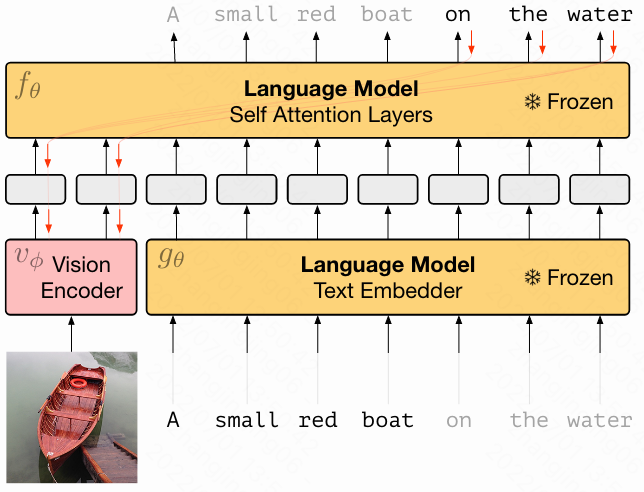 A small red boat on the water
fθ Language Model
Self Attention Layers
❄ Frozen
vϕ Vision
Encoder
gθ Language Model
Text Embedder
❄ Frozen
A small red boat on the water